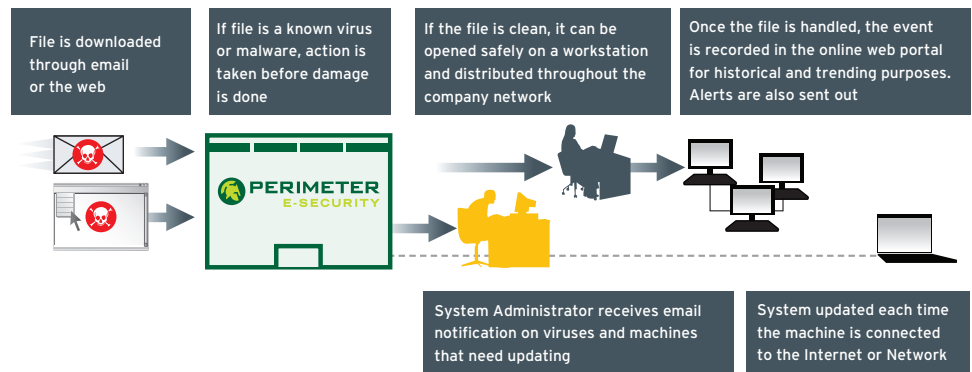 File is downloaded
through email
or the web
If file is a known virus
or malware, action is
taken before damage
is done
If the file is clean, it can be
opened safely on a workstation
and distributed throughout the
company network
Once the file is handled, the event
is recorded in the online web portal
for historical and trending purposes.
Alerts are also sent out
PERIMETER
E-SECURITY
System Administrator receives email
notification on viruses and machines
that need updating
System updated each time
the machine is connected
to the Internet or Network